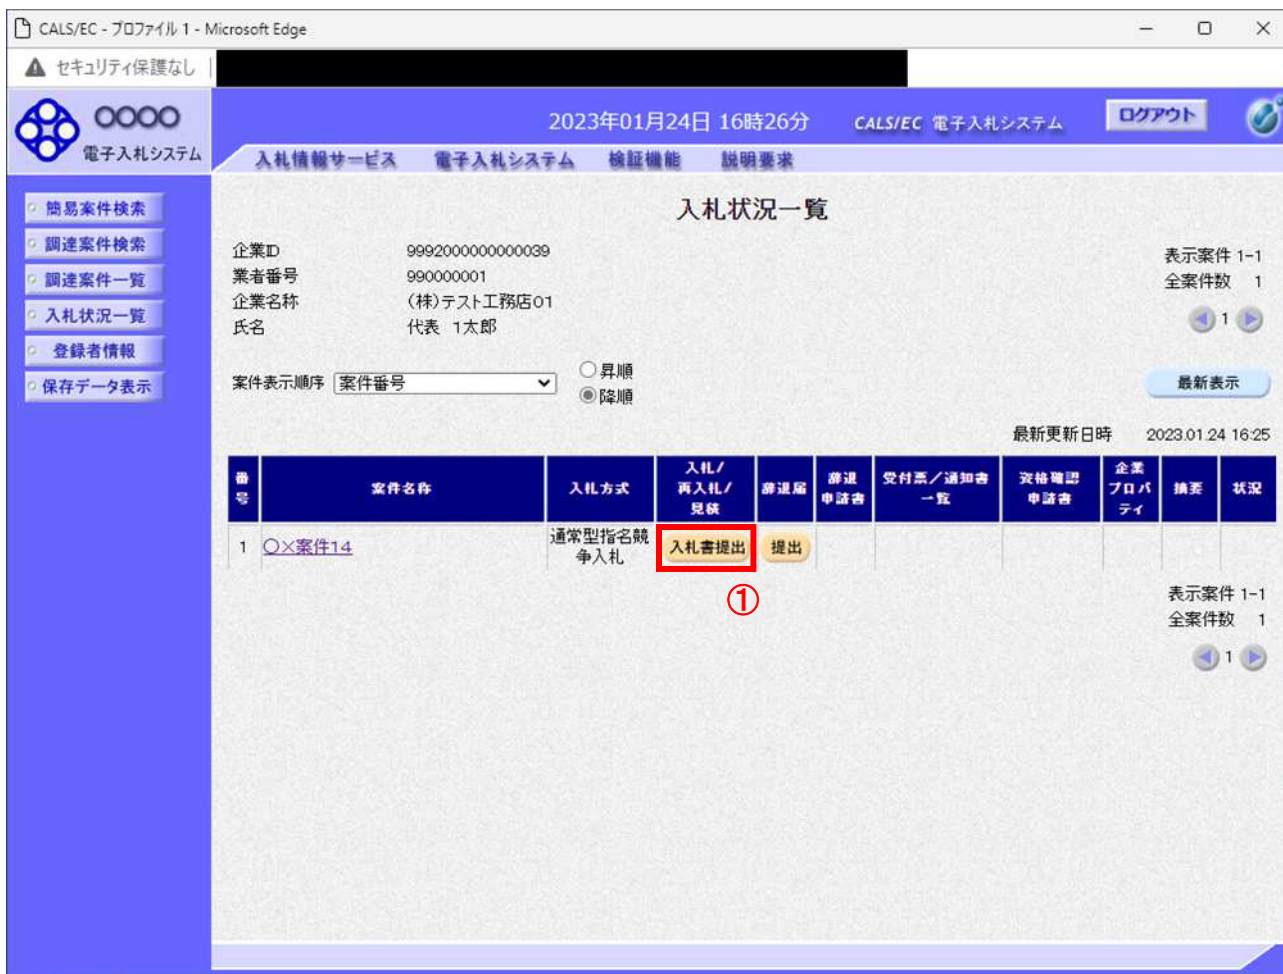 CALS/EC - プロファイル 1 - Microsoft Edge
セキュリティ保護なし
〇〇〇〇
電子入札システム
2023年01月24日 16時26分
CALS/EC 電子入札システム
ログアウト
入札情報サービス 電子入札システム 検証機能 説明要求
簡易案件検索
調達案件検索
調達案件一覧
入札状況一覧
登録者情報
保存データ表示
入札状況一覧
企業ID 9992000000000039
業者番号 990000001
企業名称 (株)テスト工務店01
氏名 代表 1太郎
表示案件 1-1
全案件数 1
1
案件表示順序 案件番号
昇順
降順
最新表示
最新更新日時 2023.01.24 16:25
番号 案件名称 入札方式 入札/再入札/見積 辞退届 辞退申請書 受付票/通知書一覧 資格確認申請書 企業プロパティ 摘要 状況
1 〇×案件14 通常型指名競争入札 入札書提出 提出
①
表示案件 1-1
全案件数 1
1